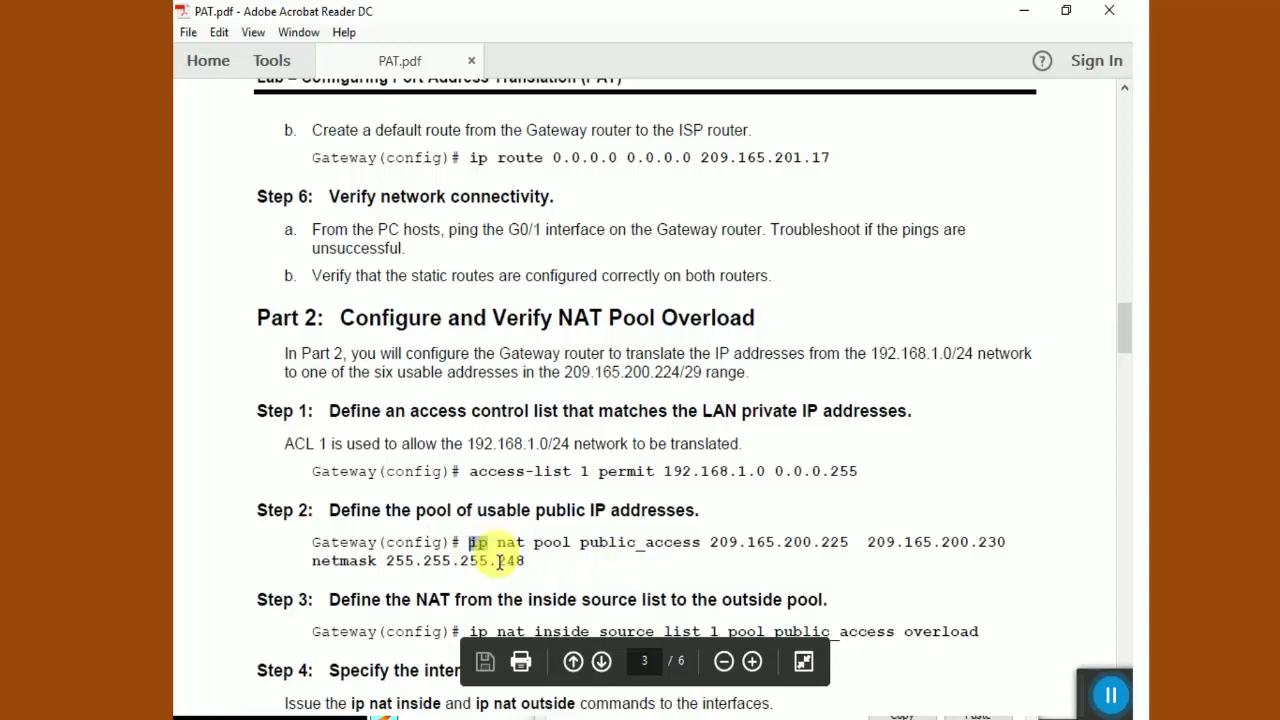 PAT.pdf - Adobe Acrobat Reader DC
File Edit View Window Help
Home Tools PAT.pdf × ? Sign In
Lab – Configuring Port Address Translation (PAT)
b. Create a default route from the Gateway router to the ISP router.
Gateway(config)# ip route 0.0.0.0 0.0.0.0 209.165.201.17
Step 6: Verify network connectivity.
a. From the PC hosts, ping the G0/1 interface on the Gateway router. Troubleshoot if the pings are
unsuccessful.
b. Verify that the static routes are configured correctly on both routers.
Part 2: Configure and Verify NAT Pool Overload
In Part 2, you will configure the Gateway router to translate the IP addresses from the 192.168.1.0/24 network
to one of the six usable addresses in the 209.165.200.224/29 range.
Step 1: Define an access control list that matches the LAN private IP addresses.
ACL 1 is used to allow the 192.168.1.0/24 network to be translated.
Gateway(config)# access-list 1 permit 192.168.1.0 0.0.0.255
Step 2: Define the pool of usable public IP addresses.
Gateway(config)# ip nat pool public_access 209.165.200.225 209.165.200.230
netmask 255.255.255.248
Step 3: Define the NAT from the inside source list to the outside pool.
Gateway(config)# ip nat inside source list 1 pool public_access overload
3 / 6
Step 4: Specify the inter
Issue the ip nat inside and ip nat outside commands to the interfaces.
Copy Paste